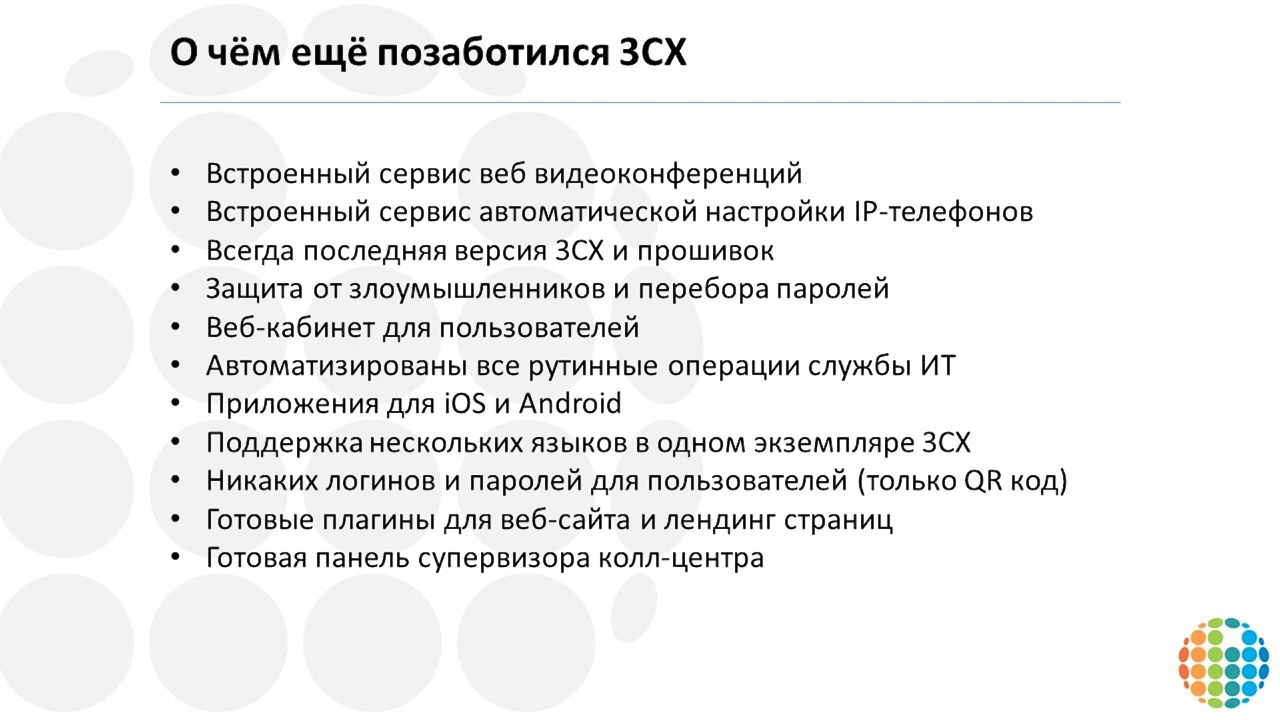 О чём ещё позаботился 3CX
• Встроенный сервис веб видеоконференций
• Встроенный сервис автоматической настройки IP-телефонов
• Всегда последняя версия 3CX и прошивок
• Защита от злоумышленников и перебора паролей
• Веб-кабинет для пользователей
• Автоматизированы все рутинные операции службы ИТ
• Приложения для iOS и Android
• Поддержка нескольких языков в одном экземпляре 3CX
• Никаких логинов и паролей для пользователей (только QR код)
• Готовые плагины для веб-сайта и лендинг страниц
• Готовая панель супервизора колл-центра